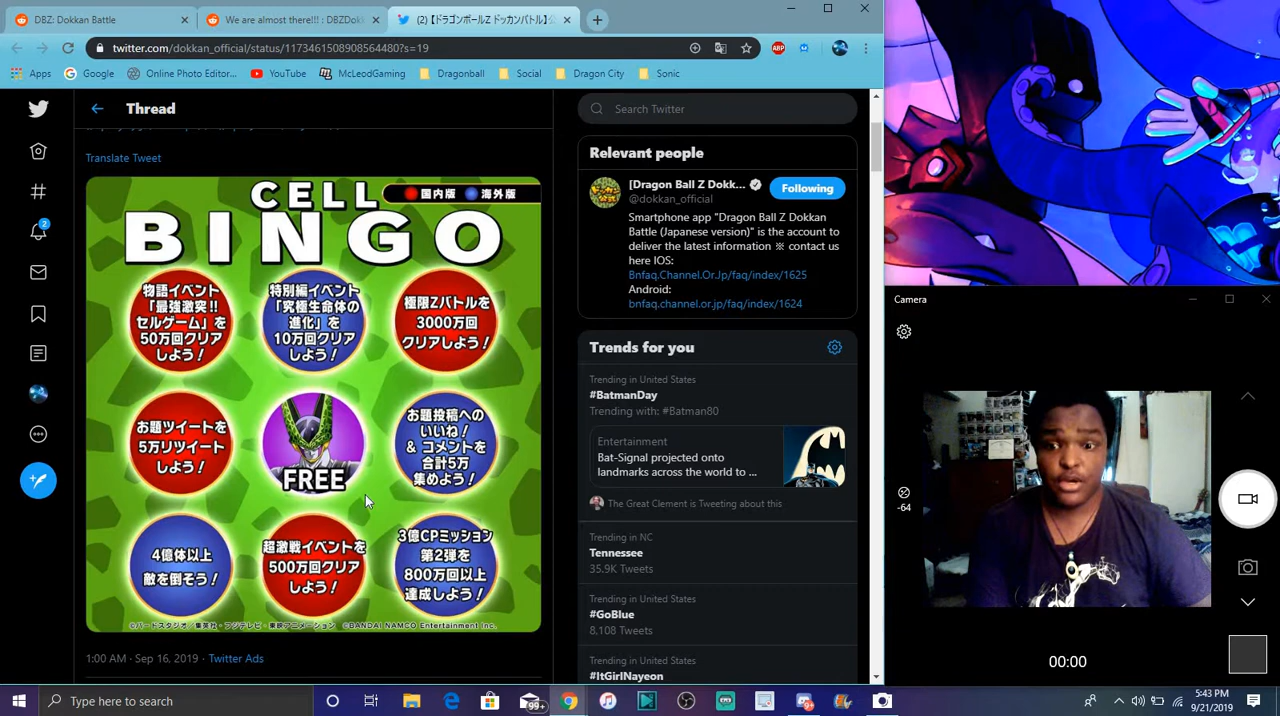 DBZ: Dokkan Battle
We are almost there!!! : DBZDok
(2) [ドラゴンボールZ ドッカンバトル] 公
twitter.com/dokkan_official/status/1173461508908564480?s=19
ABP
Apps
Google
Online Photo Editor...
YouTube
McLeodGaming
Dragonball
Social
Dragon City
Sonic
Thread
Search Twitter
Translate Tweet
2
CELL
国内版 海外版
BINGO
物語イベント
「最強激突!!
セルゲーム」を
50万回クリア
しよう!
特別編イベント
「究極生命体の
進化」を
10万回クリア
しよう!
極限Zバトルを
3000万回
クリアしよう!
お題ツイートを
5万リツイート
しよう!
FREE
お題投稿への
いいね!
& コメントを
合計5万
集めよう!
4億体以上
敵を倒そう!
超激戦イベントを
500万回クリア
しよう!
3億CPミッション
第2弾を
800万回以上
達成しよう!
©バードスタジオ/集英社・フジテレビ・東映アニメーション ©BANDAI NAMCO Entertainment Inc.
1:00 AM · Sep 16, 2019 · Twitter Ads
Relevant people
[Dragon Ball Z Dokk...
@dokkan_official
Following
Smartphone app "Dragon Ball Z Dokkan
Battle (Japanese version)" is the account to
deliver the latest information ※ contact us
here IOS:
Bnfaq.Channel.Or.Jp/faq/index/1625
Android:
bnfaq.channel.or.jp/faq/index/1624
Trends for you
Trending in United States
#BatmanDay
Trending with: #Batman80
Entertainment
Bat-Signal projected onto
landmarks across the world to ...
The Great Clement is Tweeting about this
Trending in NC
Tennessee
35.9K Tweets
Trending in United States
#GoBlue
8,108 Tweets
Trending in United States
#ItGirlNayeon
Camera
-64
00:00
Type here to search
99+
9+
5:43 PM
9/21/2019